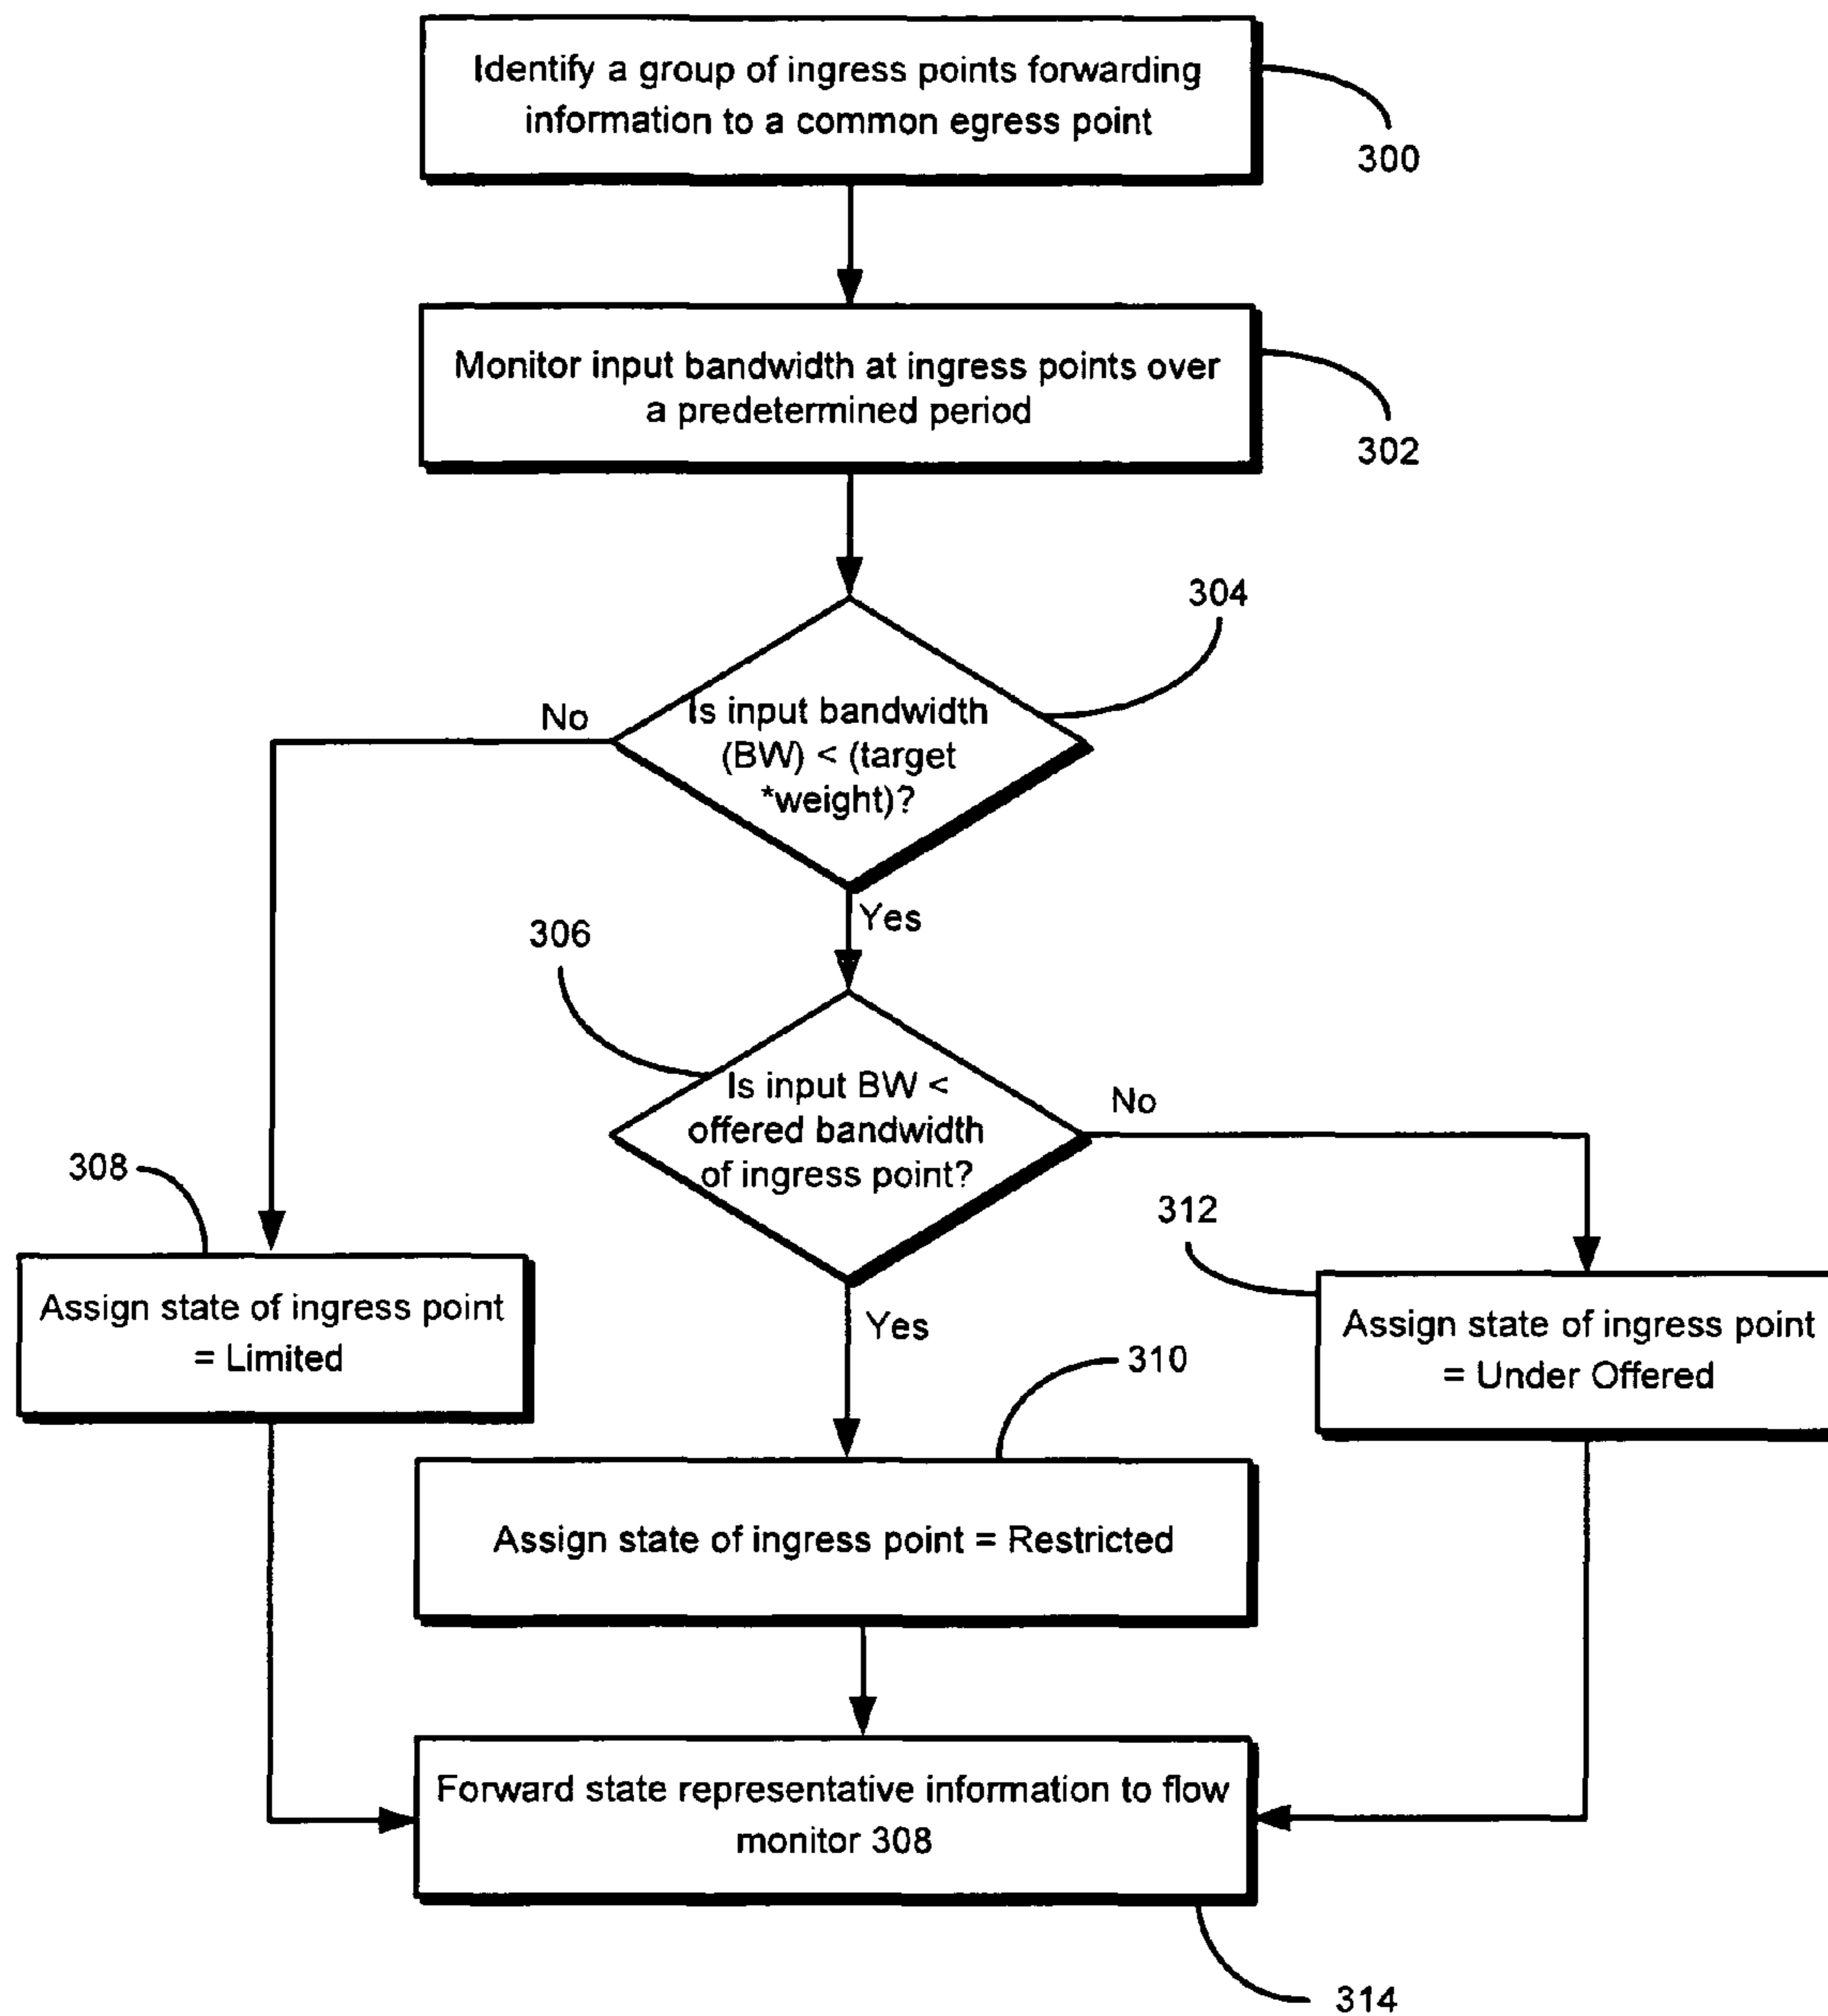 Identify a group of ingress points forwarding
information to a common egress point
300
Monitor input bandwidth at ingress points over
a predetermined period
302
304
No
Is input bandwidth
(BW) < (target
*weight)?
Yes
306
Is input BW <
offered bandwidth
of ingress point?
No
308
312
Assign state of ingress point
= Limited
Yes
310
Assign state of ingress point
= Under Offered
Assign state of ingress point = Restricted
Forward state representative information to flow
monitor 308
314